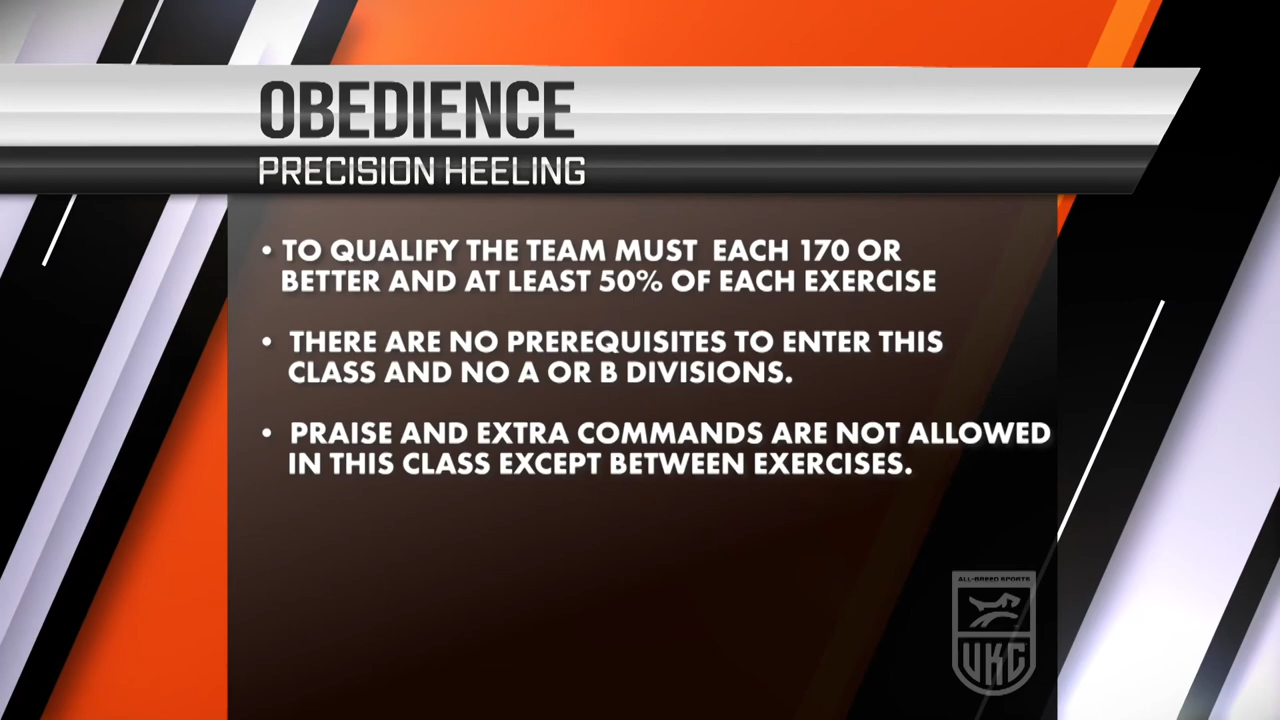 OBEDIENCE
PRECISION HEELING
• TO QUALIFY THE TEAM MUST  EACH 170 OR
BETTER AND AT LEAST 50% OF EACH EXERCISE
• THERE ARE NO PREREQUISITES TO ENTER THIS
CLASS AND NO A OR B DIVISIONS.
• PRAISE AND EXTRA COMMANDS ARE NOT ALLOWED
IN THIS CLASS EXCEPT BETWEEN EXERCISES.
ALL-BREED SPORTS
UKC